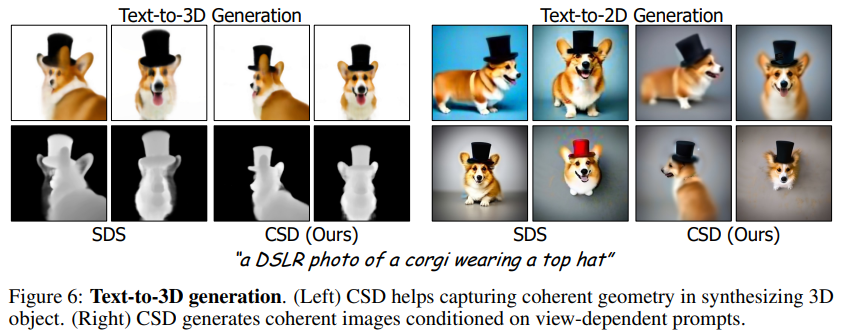 Text-to-3D Generation
Text-to-2D Generation
SDS
CSD (Ours)
SDS
CSD (Ours)
"a DSLR photo of a corgi wearing a top hat"
Figure 6: Text-to-3D generation. (Left) CSD helps capturing coherent geometry in synthesizing 3D
object. (Right) CSD generates coherent images conditioned on view-dependent prompts.